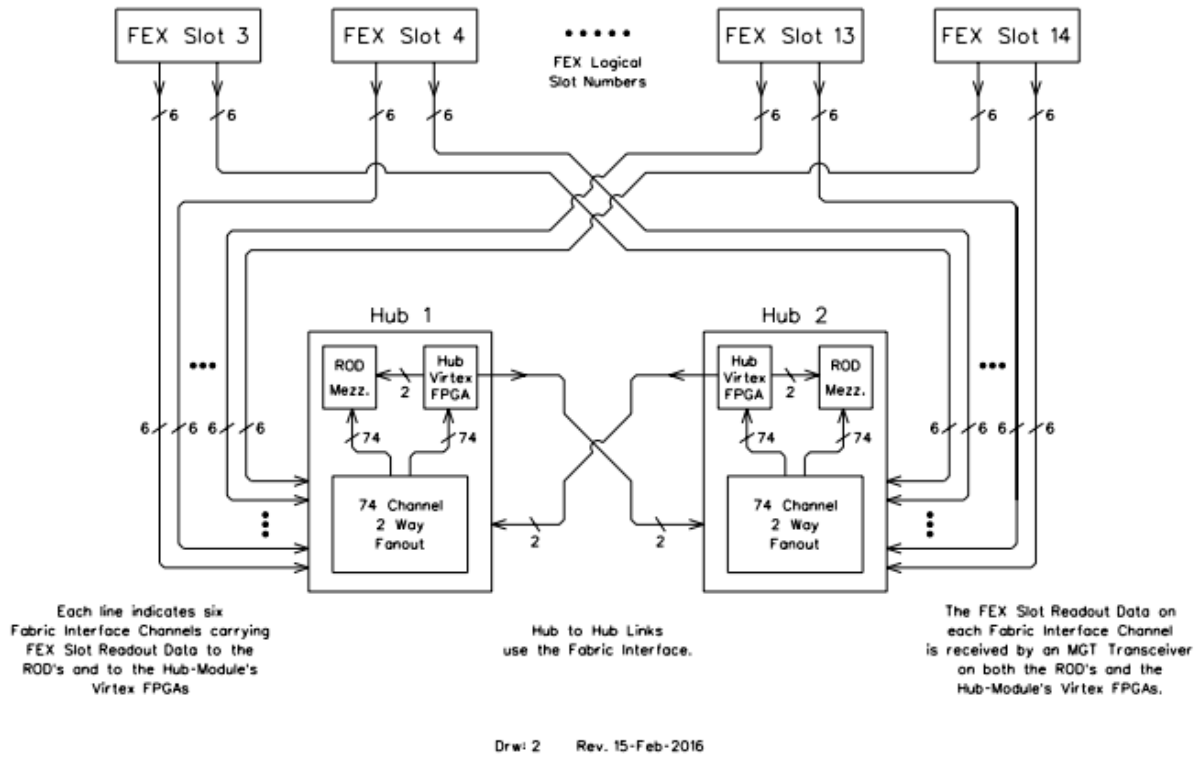 FEX Slot 3
FEX Slot 4
FEX Slot 13
FEX Slot 14
FEX Logical
Slot Numbers
6
6
6
6
6
6
6
6
Hub 1
Hub 2
ROD
Mezz.
2
Hub
Virtex
FPGA
Hub
Virtex
FPGA
2
ROD
Mezz.
6
6
6
6
74
74
74
74
6
6
6
6
74 Channel
2 Way
Fanout
2
2
74 Channel
2 Way
Fanout
Each line indicates six
Fabric Interface Channels carrying
FEX Slot Readout Data to the
ROD's and to the Hub-Module's
Virtex FPGAs
Hub to Hub Links
use the Fabric Interface.
The FEX Slot Readout Data on
each Fabric Interface Channel
is received by an MGT Transceiver
on both the ROD's and the
Hub-Module's Virtex FPGAs.
Drw: 2 Rev. 15-Feb-2016